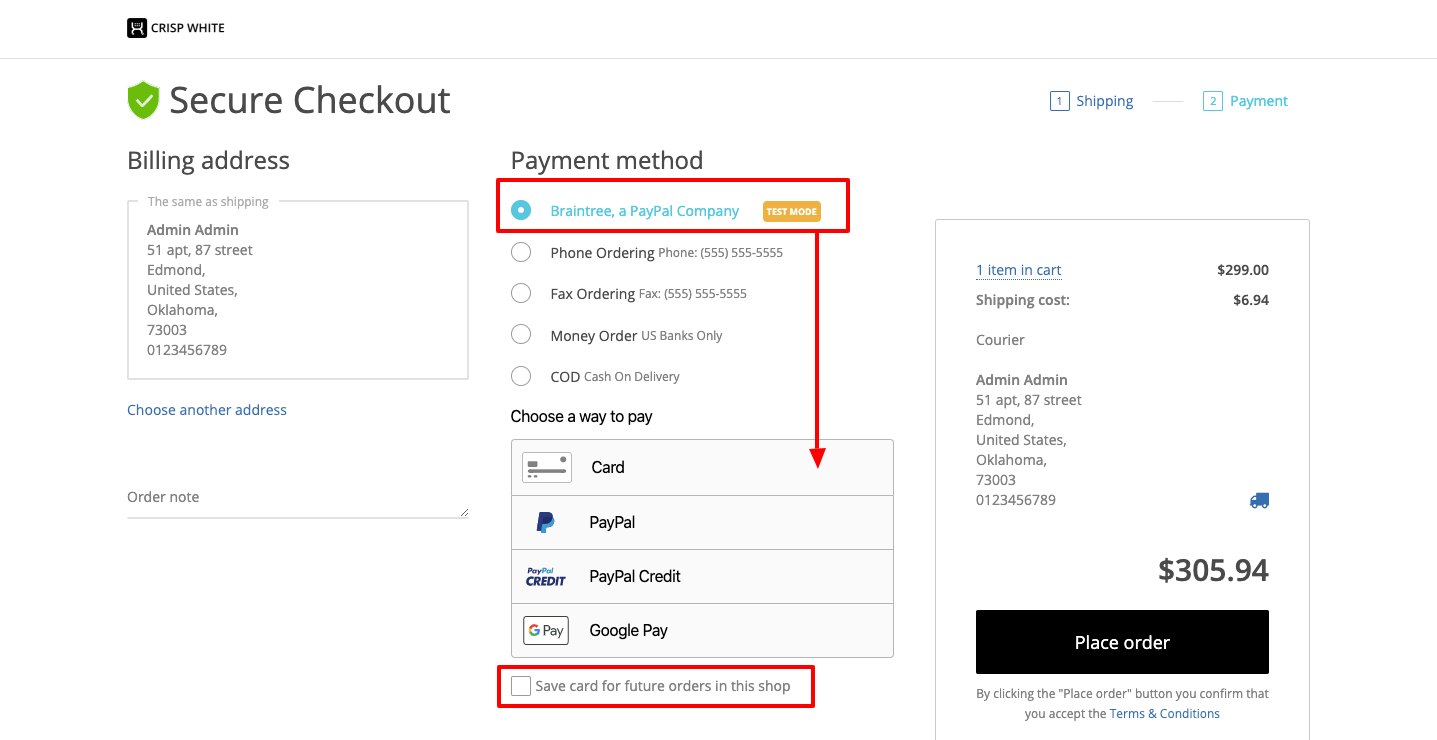 CRISP WHITE
Secure Checkout
1 Shipping
2 Payment
Billing address
The same as shipping
Admin Admin
51 apt, 87 street
Edmond,
United States,
Oklahoma,
73003
0123456789
Choose another address
Order note
Payment method
Braintree, a PayPal Company TEST MODE
Phone Ordering Phone: (555) 555-5555
Fax Ordering Fax: (555) 555-5555
Money Order US Banks Only
COD Cash On Delivery
Choose a way to pay
Card
PayPal
PayPal
CREDIT
PayPal Credit
G Pay
Google Pay
Save card for future orders in this shop
1 item in cart $299.00
Shipping cost: $6.94
Courier
Admin Admin
51 apt, 87 street
Edmond,
United States,
Oklahoma,
73003
0123456789
$305.94
Place order
By clicking the "Place order" button you confirm that
you accept the Terms & Conditions